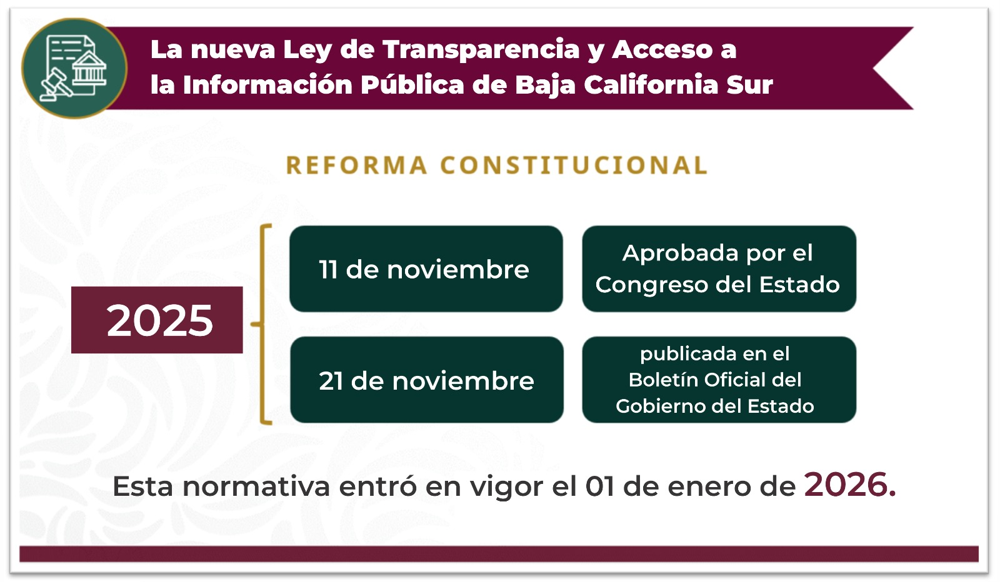 La nueva Ley de Transparencia y Acceso a
la Información Pública de Baja California Sur
REFORMA CONSTITUCIONAL
2025
11 de noviembre
Aprobada por el
Congreso del Estado
21 de noviembre
publicada en el
Boletín Oficial del
Gobierno del Estado
Esta normativa entró en vigor el 01 de enero de 2026.